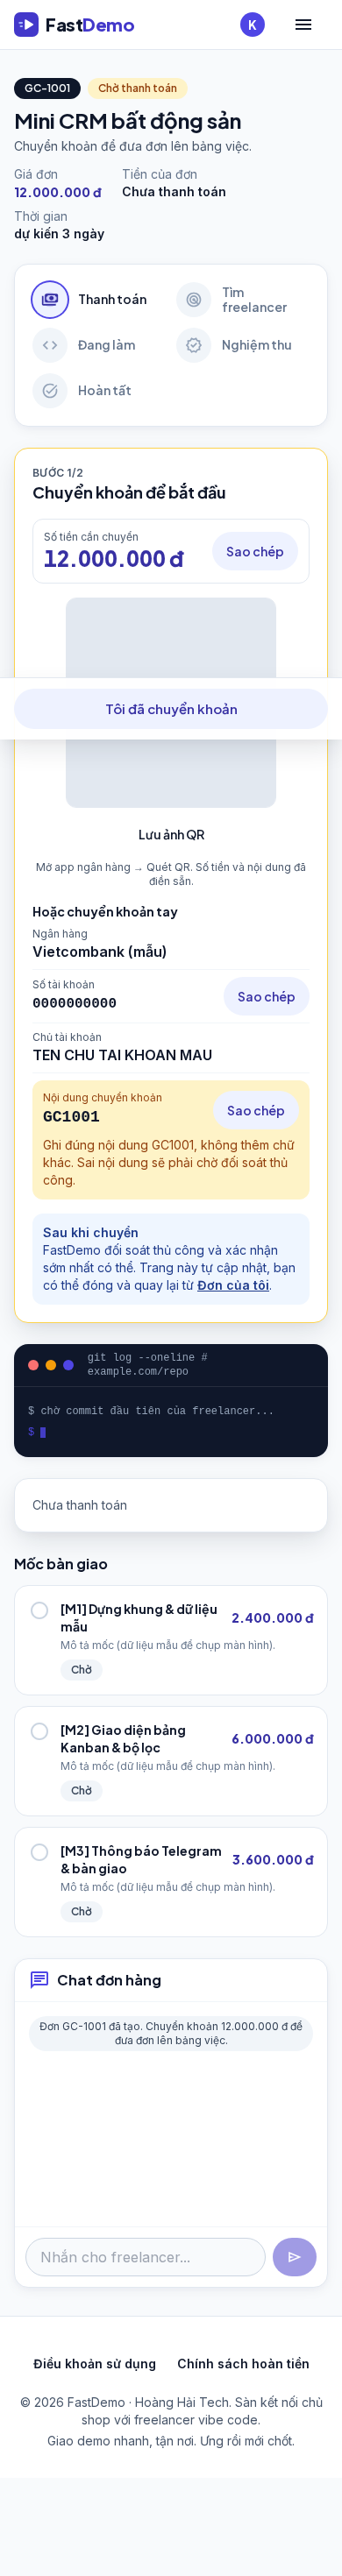 FastDemo
K
GC-1001
Chờ thanh toán
Mini CRM bất động sản
Chuyển khoản để đưa đơn lên bảng việc.
Giá đơn
12.000.000 đ
Tiền của đơn
Chưa thanh toán
Thời gian
dự kiến 3 ngày
Thanh toán
Tìm
freelancer
Đang làm
Nghiệm thu
Hoàn tất
BƯỚC 1/2
Chuyển khoản để bắt đầu
Số tiền cần chuyển
12.000.000 đ
Sao chép
Tôi đã chuyển khoản
Lưu ảnh QR
Mở app ngân hàng → Quét QR. Số tiền và nội dung đã
điền sẵn.
Hoặc chuyển khoản tay
Ngân hàng
Vietcombank (mẫu)
Số tài khoản
0000000000
Sao chép
Chủ tài khoản
TEN CHU TAI KHOAN MAU
Nội dung chuyển khoản
GC1001
Sao chép
Ghi đúng nội dung GC1001, không thêm chữ
khác. Sai nội dung sẽ phải chờ đối soát thủ
công.
Sau khi chuyển
FastDemo đối soát thủ công và xác nhận
sớm nhất có thể. Trang này tự cập nhật, bạn
có thể đóng và quay lại từ Đơn của tôi.
git log --oneline #
example.com/repo
$ chờ commit đầu tiên của freelancer...
$
Chưa thanh toán
Mốc bàn giao
[M1] Dựng khung & dữ liệu
mẫu
2.400.000 đ
Mô tả mốc (dữ liệu mẫu để chụp màn hình).
Chờ
[M2] Giao diện bảng
Kanban & bộ lọc
6.000.000 đ
Mô tả mốc (dữ liệu mẫu để chụp màn hình).
Chờ
[M3] Thông báo Telegram
& bàn giao
3.600.000 đ
Mô tả mốc (dữ liệu mẫu để chụp màn hình).
Chờ
Chat đơn hàng
Đơn GC-1001 đã tạo. Chuyển khoản 12.000.000 đ để
đưa đơn lên bảng việc.
Nhắn cho freelancer...
Điều khoản sử dụng
Chính sách hoàn tiền
© 2026 FastDemo · Hoàng Hải Tech. Sàn kết nối chủ
shop với freelancer vibe code.
Giao demo nhanh, tận nơi. Ưng rồi mới chốt.